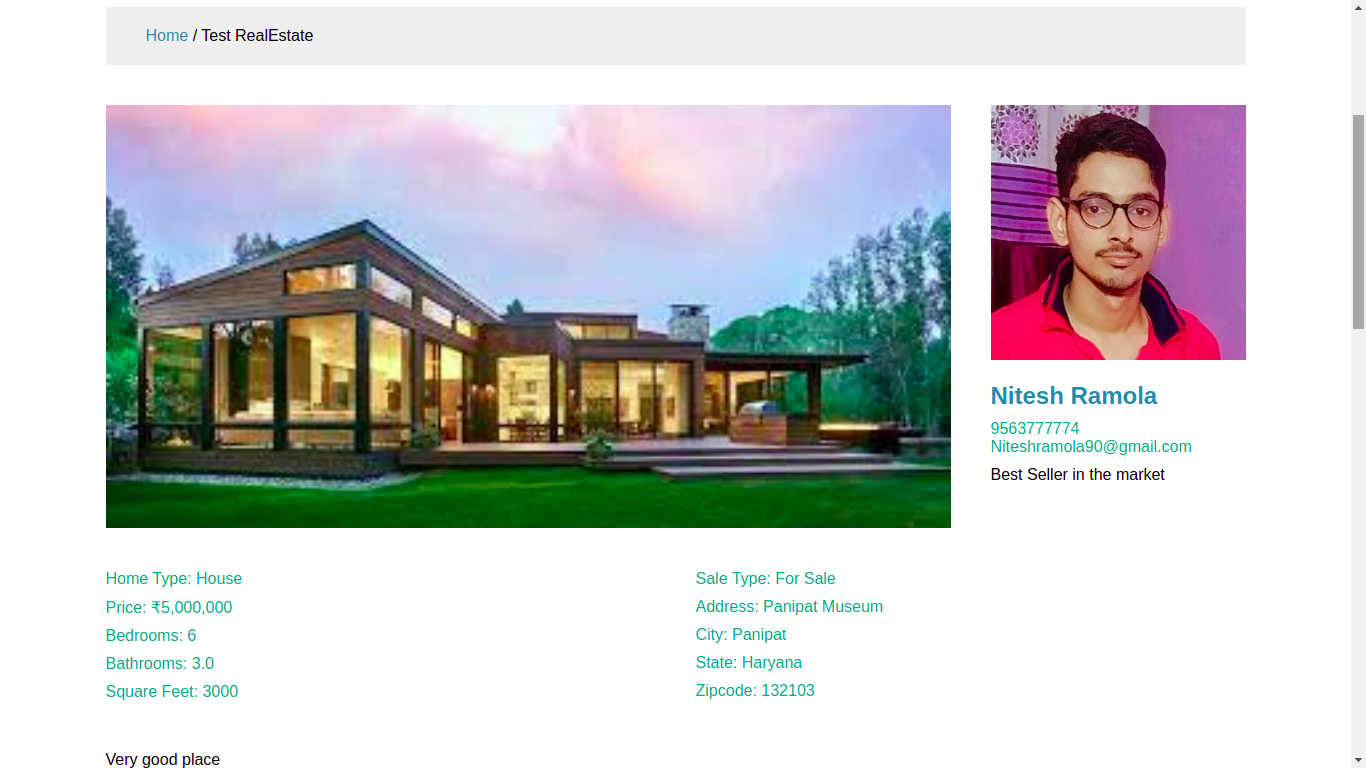 Home / Test RealEstate
Nitesh Ramola
9563777774
Niteshramola90@gmail.com
Best Seller in the market
Home Type: House
Price: ₹5,000,000
Bedrooms: 6
Bathrooms: 3.0
Square Feet: 3000
Sale Type: For Sale
Address: Panipat Museum
City: Panipat
State: Haryana
Zipcode: 132103
Very good place